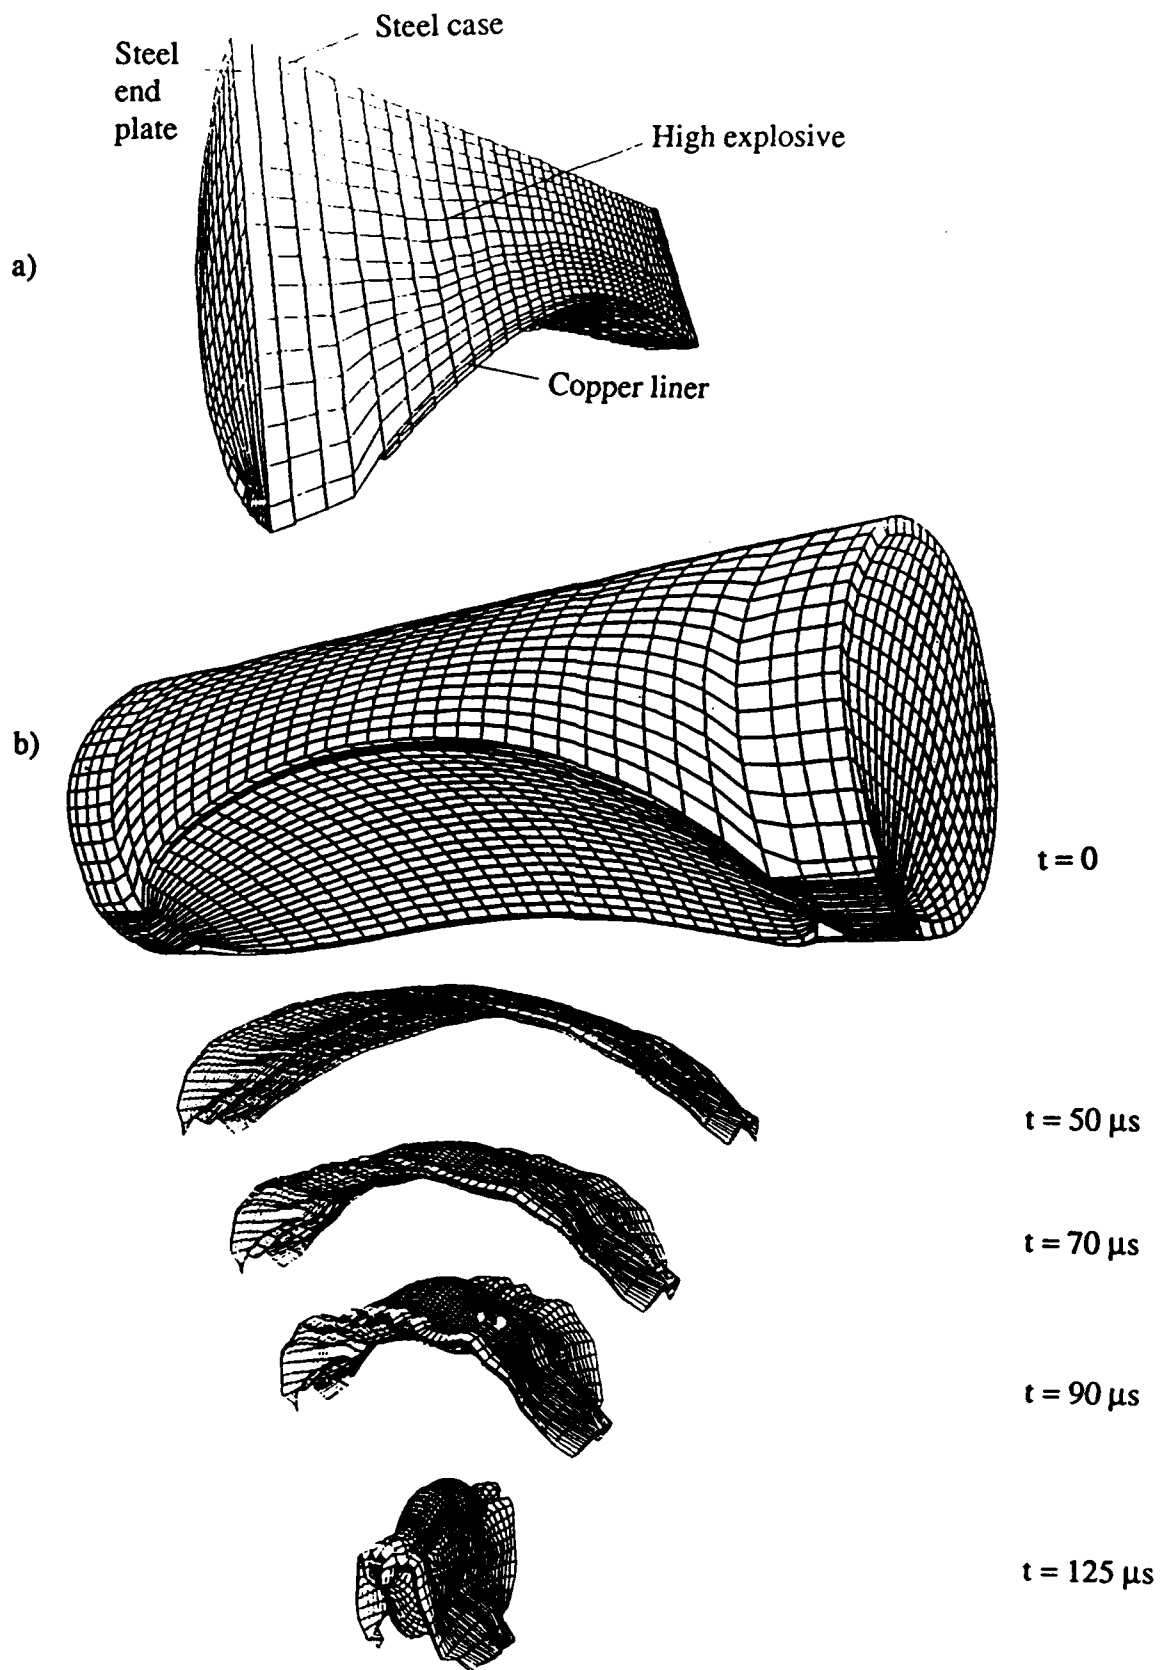 Steel case
Steel
end
plate
High explosive
a)
Copper liner
b)
t = 0
t = 50 μs
t = 70 μs
t = 90 μs
t = 125 μs